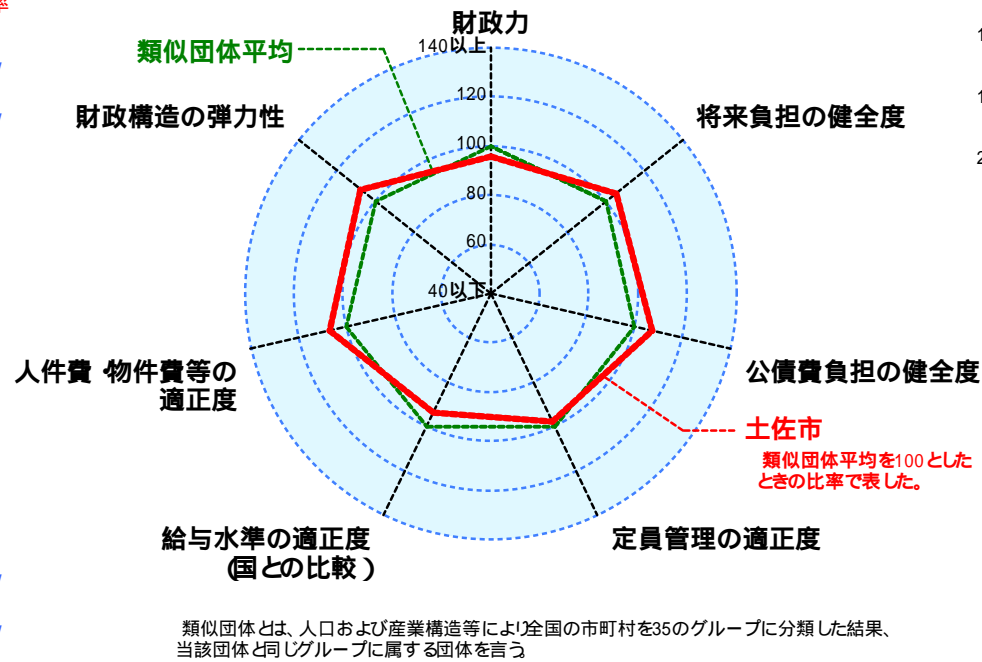 率
財政力
140以上
類似団体平均
120
財政構造の弾力性
将来負担の健全度
100
80
60
40以下
人件費・物件費等の
適正度
公債費負担の健全度
土佐市
類似団体平均を100とした
ときの比率で表した。
給与水準の適正度
(国との比較)
定員管理の適正度
類似団体とは、人口および産業構造等により全国の市町村を35のグループに分類した結果、
当該団体と同じグループに属する団体を言う。
1
1
2